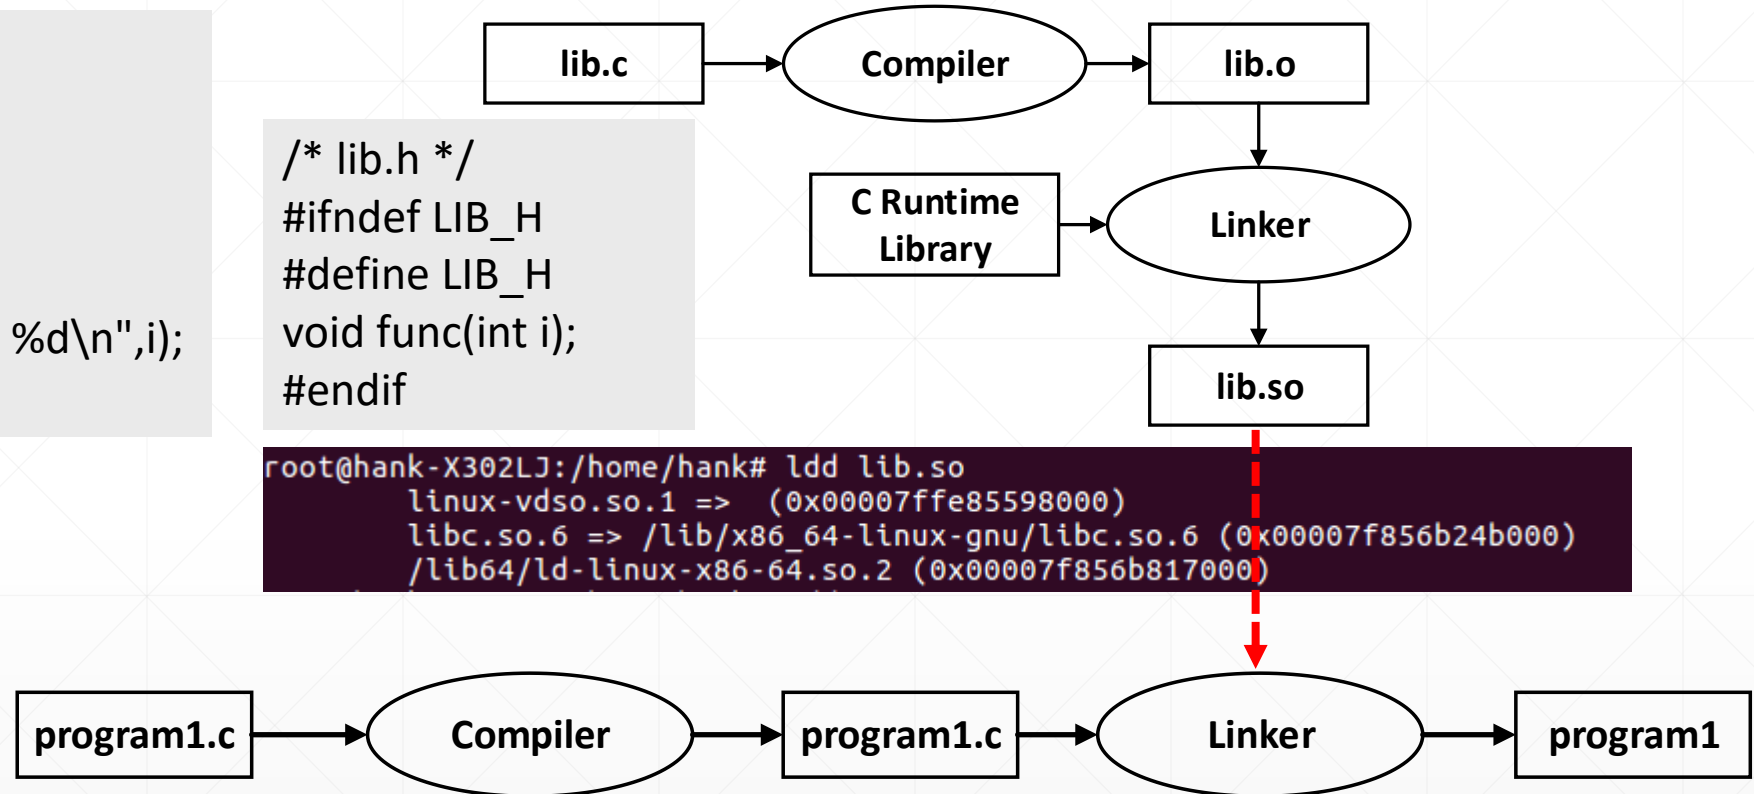 lib.c
Compiler
lib.o
/* lib.h */
#ifndef LIB_H
#define LIB_H
void func(int i);
#endif
%d\n",i);
C Runtime
Library
Linker
lib.so
root@hank-X302LJ:/home/hank# ldd lib.so
linux-vdso.so.1 =>  (0x00007ffe85598000)
libc.so.6 => /lib/x86_64-linux-gnu/libc.so.6 (0x00007f856b24b000)
/lib64/ld-linux-x86-64.so.2 (0x00007f856b817000)
program1.c
Compiler
program1.c
Linker
program1